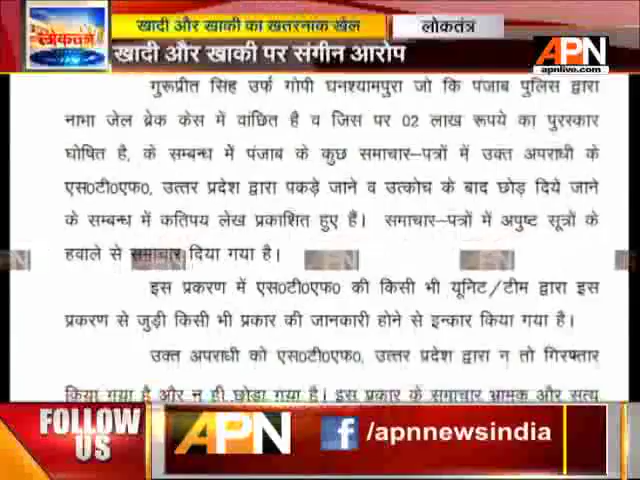 लोकतंत्र
खादी और खाकी का खतरनाक खेल
लोकतंत्र
APN
apnlive.com
खादी और खाकी पर संगीन आरोप
गुरूप्रीत सिंह उर्फ गोपी घनश्यामपुरा जो कि पंजाब पुलिस द्वारा
नाभा जेल ब्रेक केस में वांछित है व जिस पर 02 लाख रूपये का पुरस्कार
घोषित है, के सम्बन्ध में पंजाब के कुछ समाचार–पत्रों में उक्त अपराधी के
एस0टी0एफ0, उत्तर प्रदेश द्वारा पकड़े जाने व उत्कोच के बाद छोड़ दिये जाने
के सम्बन्ध में कतिपय लेख प्रकाशित हुए हैं। समाचार–पत्रों में अपुष्ट सूत्रों के
हवाले से समाचार दिया गया है।
इस प्रकरण में एस0टी0एफ0 की किसी भी यूनिट/टीम द्वारा इस
प्रकरण से जुड़ी किसी भी प्रकार की जानकारी होने से इन्कार किया गया है।
उक्त अपराधी को एस0टी0एफ0, उत्तर प्रदेश द्वारा न तो गिरफ्तार
किया गया है और न ही छोड़ा गया है। इस प्रकार के समाचार भ्रामक और सत्य
FOLLOW
US
APN
f /apnnewsindia